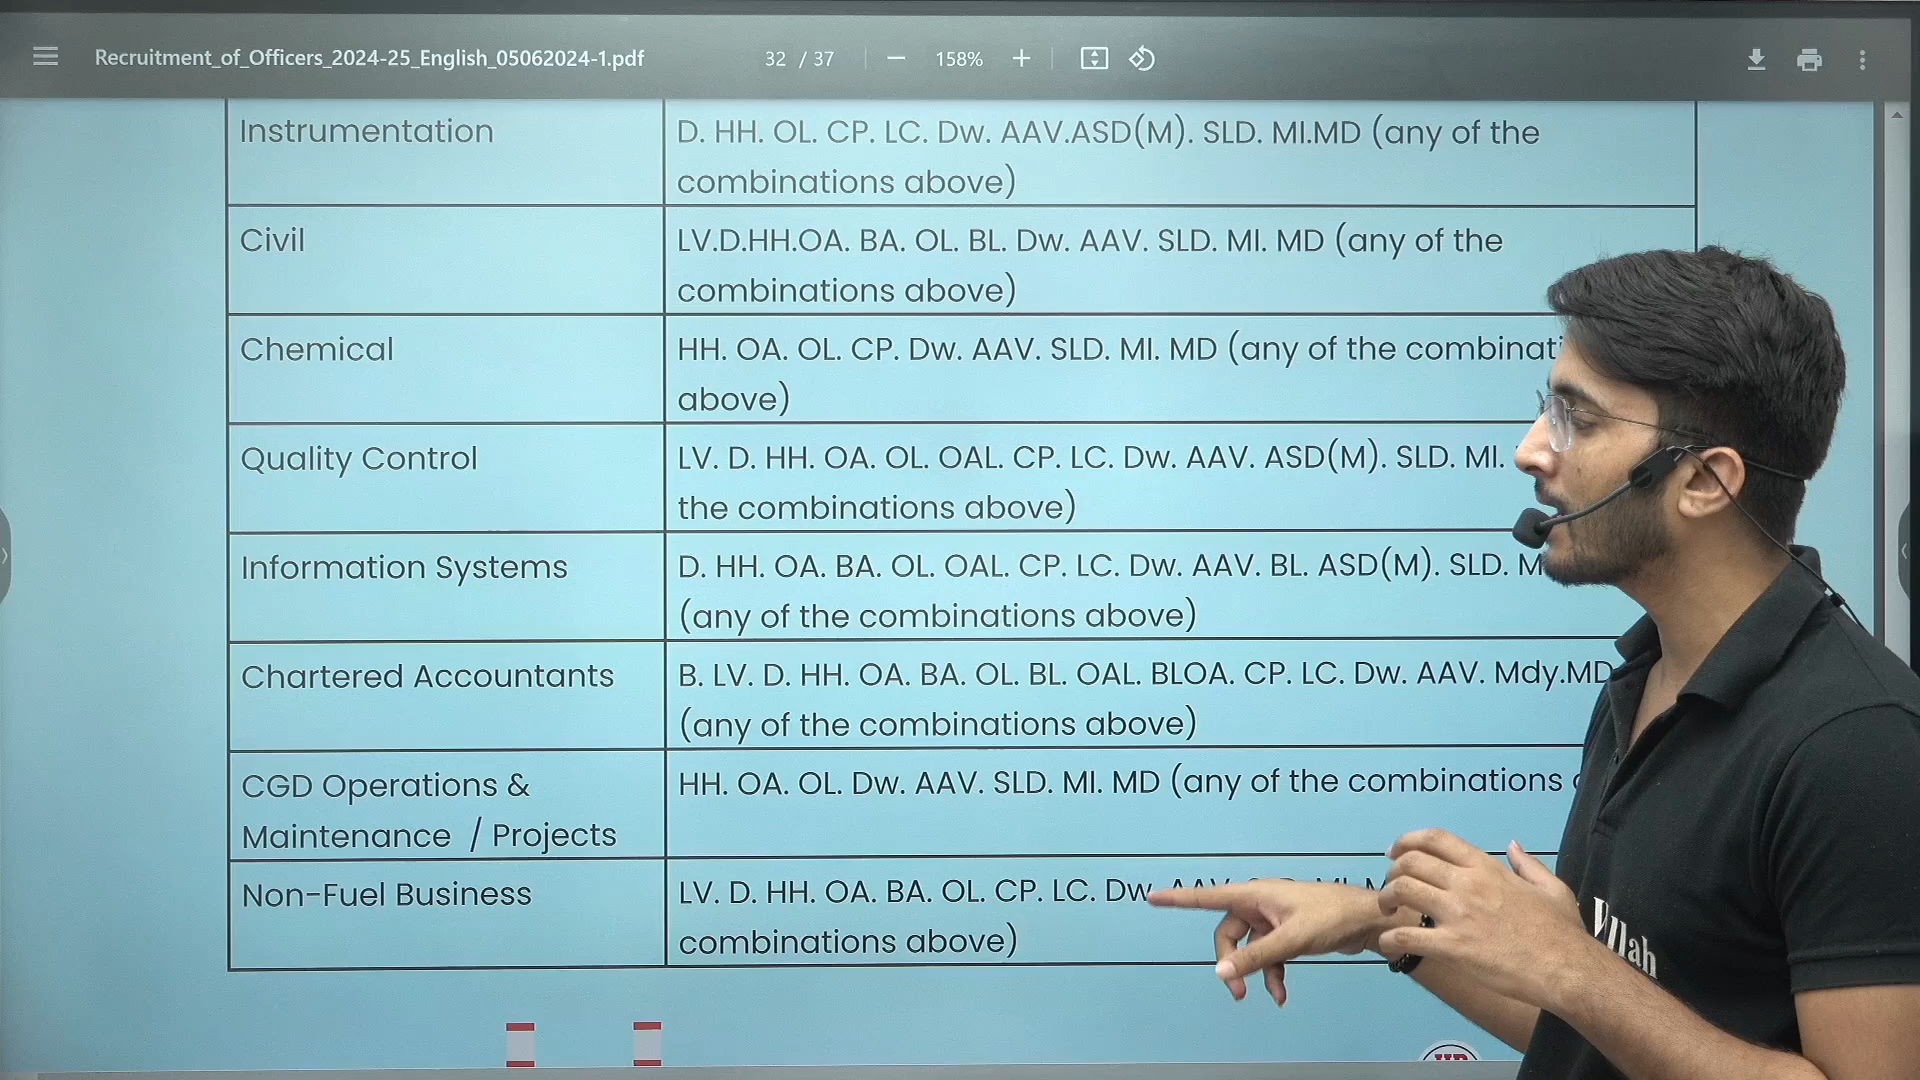 Recruitment_of_Officers_2024-25_English_05062024-1.pdf
32 / 37
158%
Instrumentation
D. HH. OL. CP. LC. Dw. AAV.ASD(M). SLD. MI.MD (any of the
combinations above)
Civil
LV.D.HH.OA. BA. OL. BL. Dw. AAV. SLD. MI. MD (any of the
combinations above)
Chemical
HH. OA. OL. CP. Dw. AAV. SLD. MI. MD (any of the
above)
Quality Control
LV. D. HH. OA. OL. OAL. CP. LC. Dw. AAV. ASD(M). SLD. MI.
the combinations above)
Information Systems
D. HH. OA. BA. OL. OAL. CP. LC. Dw. AAV. BL. ASD(M). SLD.
(any of the combinations above)
Chartered Accountants
B. LV. D. HH. OA. BA. OL. BL. OAL. BLOA. CP. LC. Dw. AAV. Mdy.MD
(any of the combinations above)
CGD Operations &
Maintenance / Projects
HH. OA. OL. Dw. AAV. SLD. MI. MD (any of the combinations
Non-Fuel Business
LV. D. HH. OA. BA. OL. CP. LC. Dw.
combinations above)